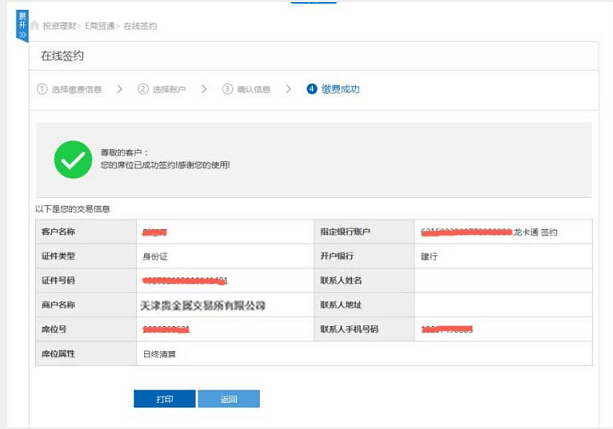 展开
投资理财> E商贸通> 在线签约
在线签约
1 选择缴费信息 > 2 选择账户 > 3 确认信息 > 4 缴费成功
尊敬的客户：
您的席位已成功签约!感谢您的使用!
以下是您的交易信息
客户名称 指定银行账户 龙卡通 签约
证件类型 身份证 开户银行 建行
证件号码 联系人姓名
商户名称 天津贵金属交易所有限公司 联系人地址
席位号 联系人手机号码
席位属性 日终清算
打印 返回